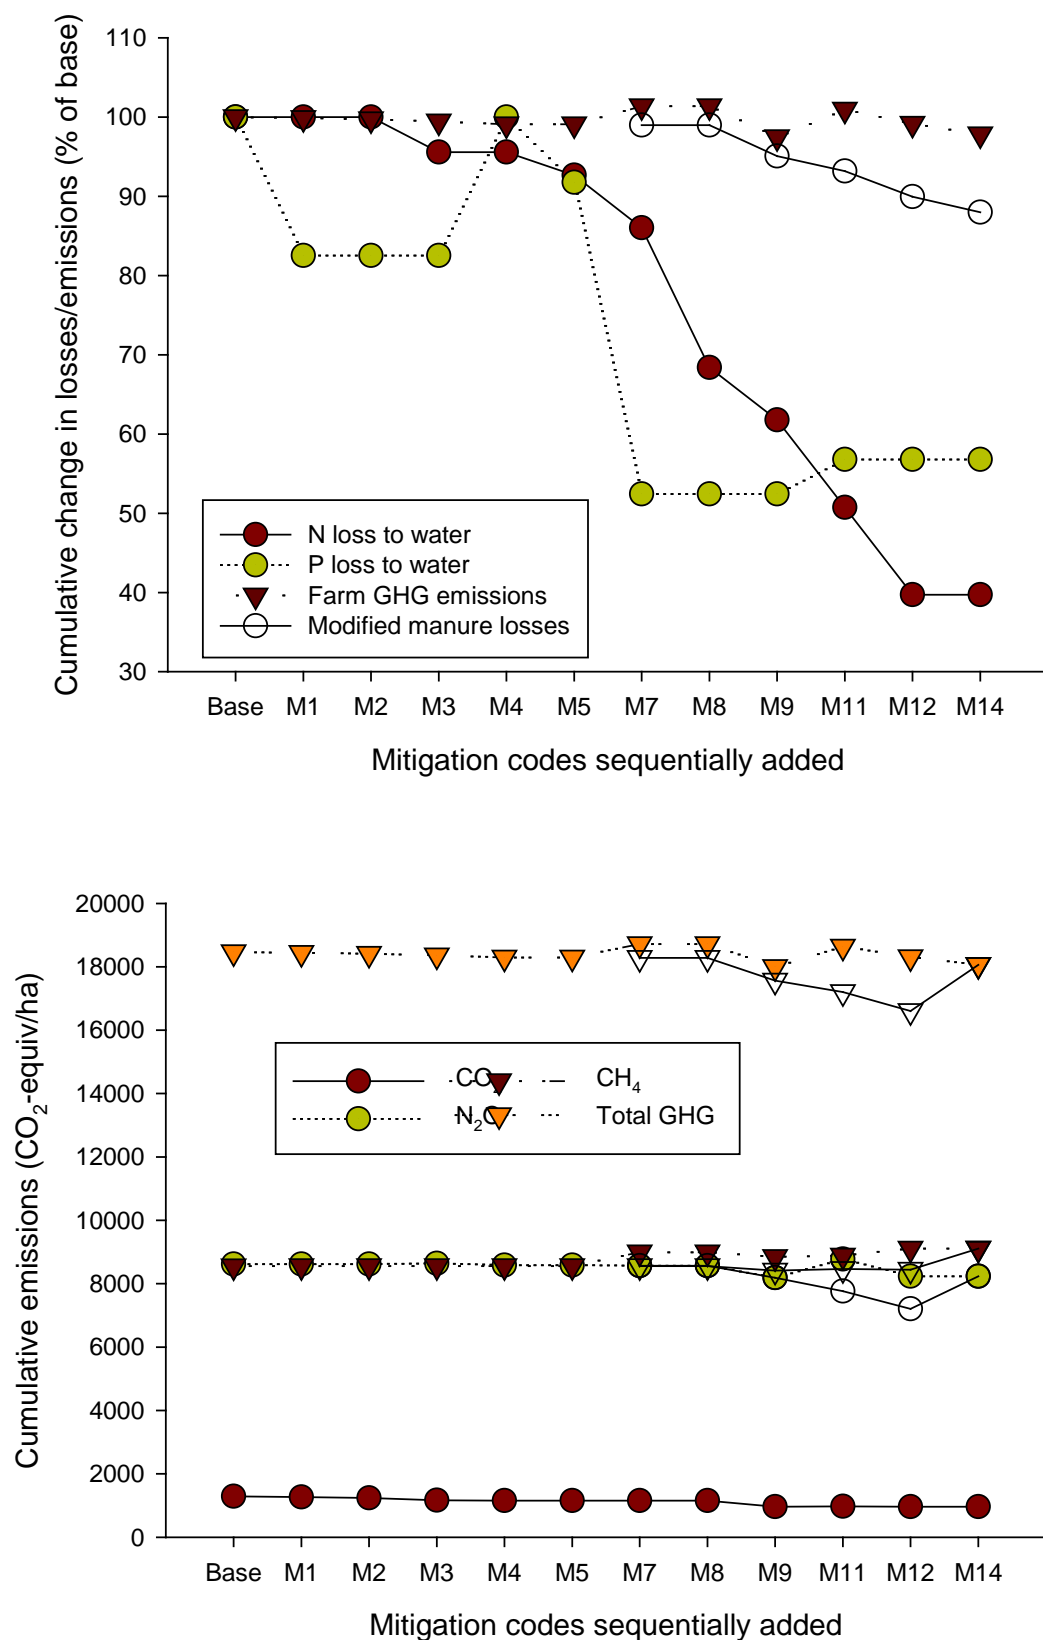 Cumulative change in losses/emissions (% of base)
110
100
90
80
70
60
50
40
30
N loss to water
P loss to water
Farm GHG emissions
Modified manure losses
Base M1 M2 M3 M4 M5 M7 M8 M9 M11 M12 M14
Mitigation codes sequentially added
Cumulative emissions (CO₂-equiv/ha)
20000
18000
16000
14000
12000
10000
8000
6000
4000
2000
0
CO CH₄
N₂O Total GHG
Base M1 M2 M3 M4 M5 M7 M8 M9 M11 M12 M14
Mitigation codes sequentially added